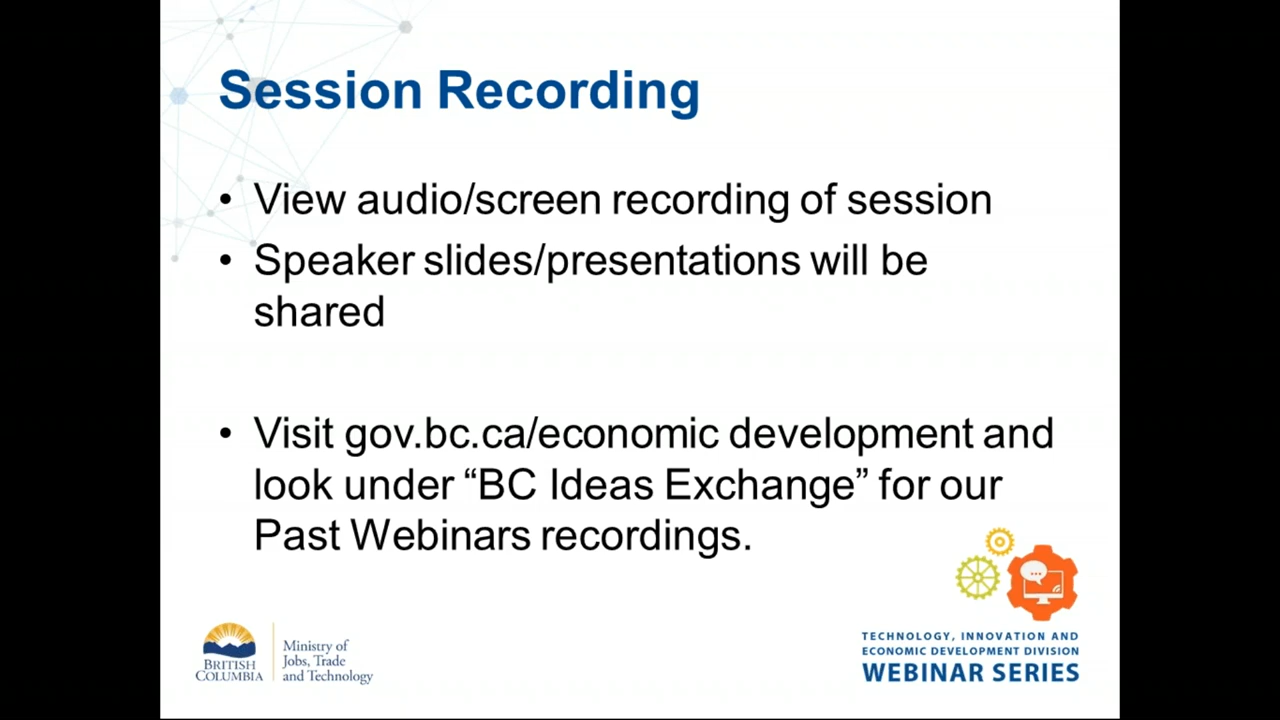 Session Recording
• View audio/screen recording of session
• Speaker slides/presentations will be
shared
• Visit gov.bc.ca/economic development and
look under “BC Ideas Exchange” for our
Past Webinars recordings.
BRITISH
COLUMBIA
Ministry of
Jobs, Trade
and Technology
TECHNOLOGY, INNOVATION AND
ECONOMIC DEVELOPMENT DIVISION
WEBINAR SERIES